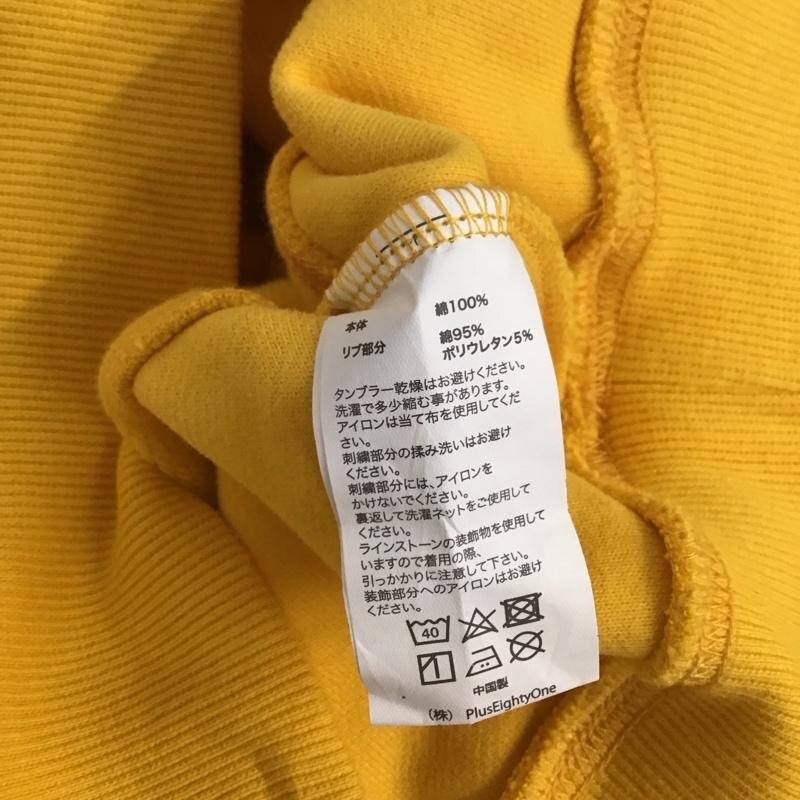 本体 綿100%
リブ部分 綿95%
ポリウレタン5%
タンブラー乾燥はお避けください。
洗濯で多少縮む事があります。
アイロンは当て布を使用してくだ
さい。
刺繍部分の揉み洗いはお避け
ください。
刺繍部分には、アイロンを
かけないでください。
裏返して洗濯ネットをご使用して
ください。
ラインストーンの装飾物を使用して
いますので着用の際、
引っかかりに注意して下さい。
装飾部分へのアイロンはお避け
ください。
40
中国製
（株） PlusEightyOne